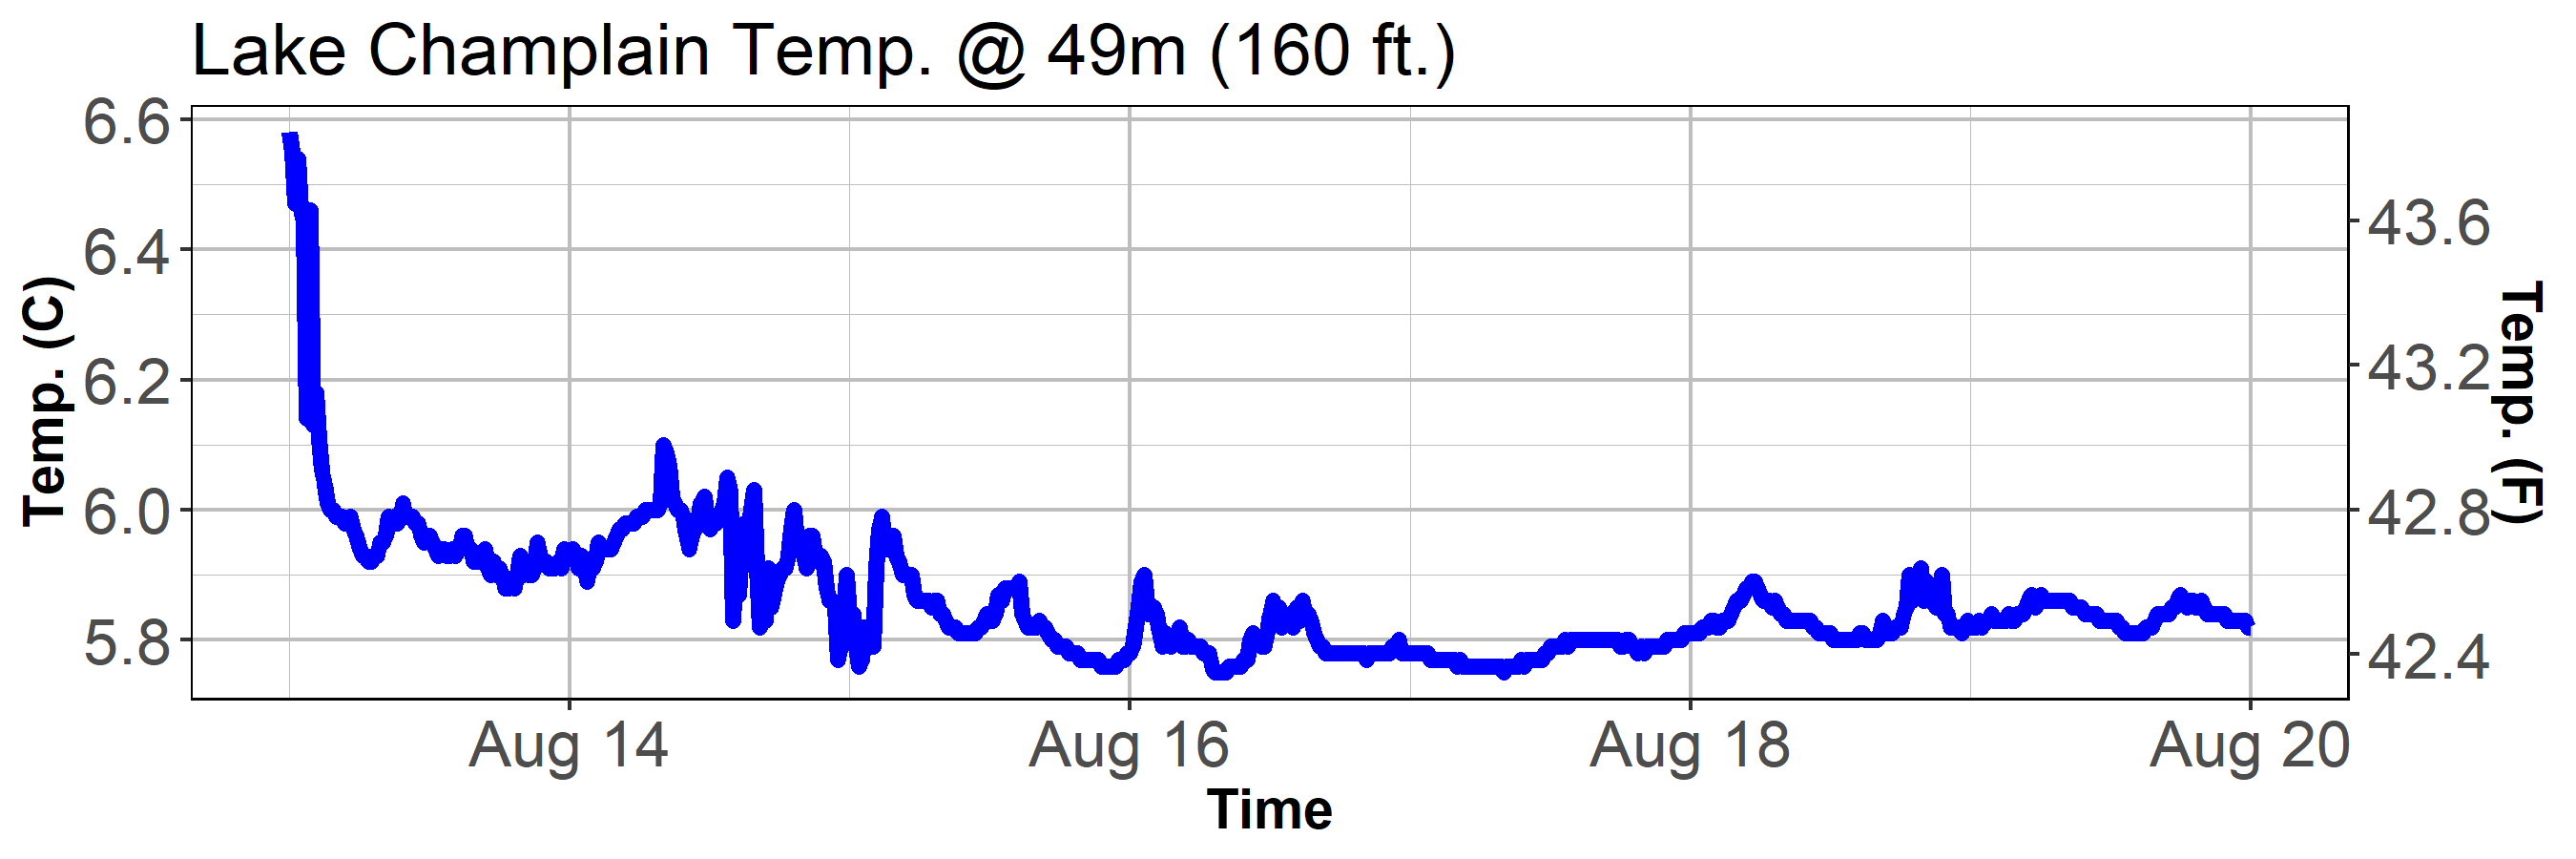 Lake Champlain Temp. @ 49m (160 ft.)
Temp. (C)
6.6
6.4
6.2
6.0
5.8
43.6
43.2
42.8
42.4
Temp. (F)
Aug 14
Aug 16
Aug 18
Aug 20
Time